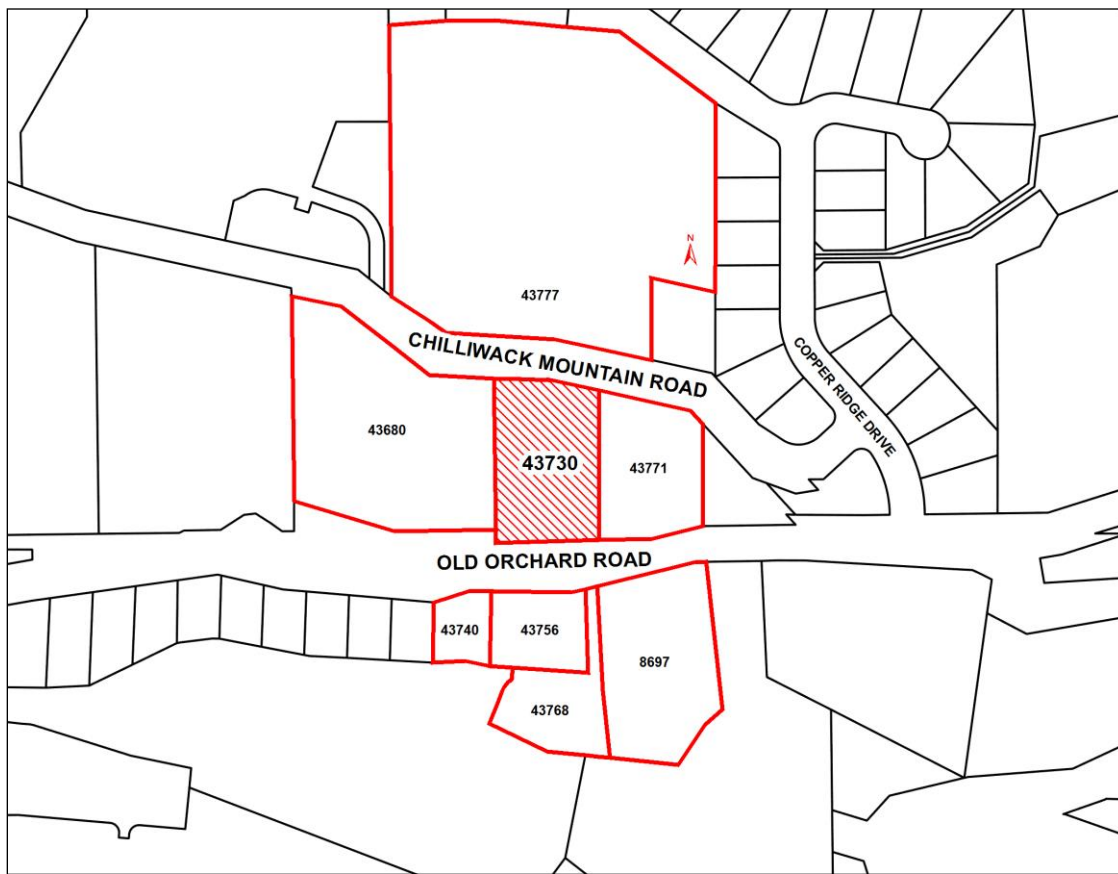 N
43777
CHILLIWACK MOUNTAIN ROAD
COPPER RIDGE DRIVE
43680
43730
43771
OLD ORCHARD ROAD
43740
43756
8697
43768